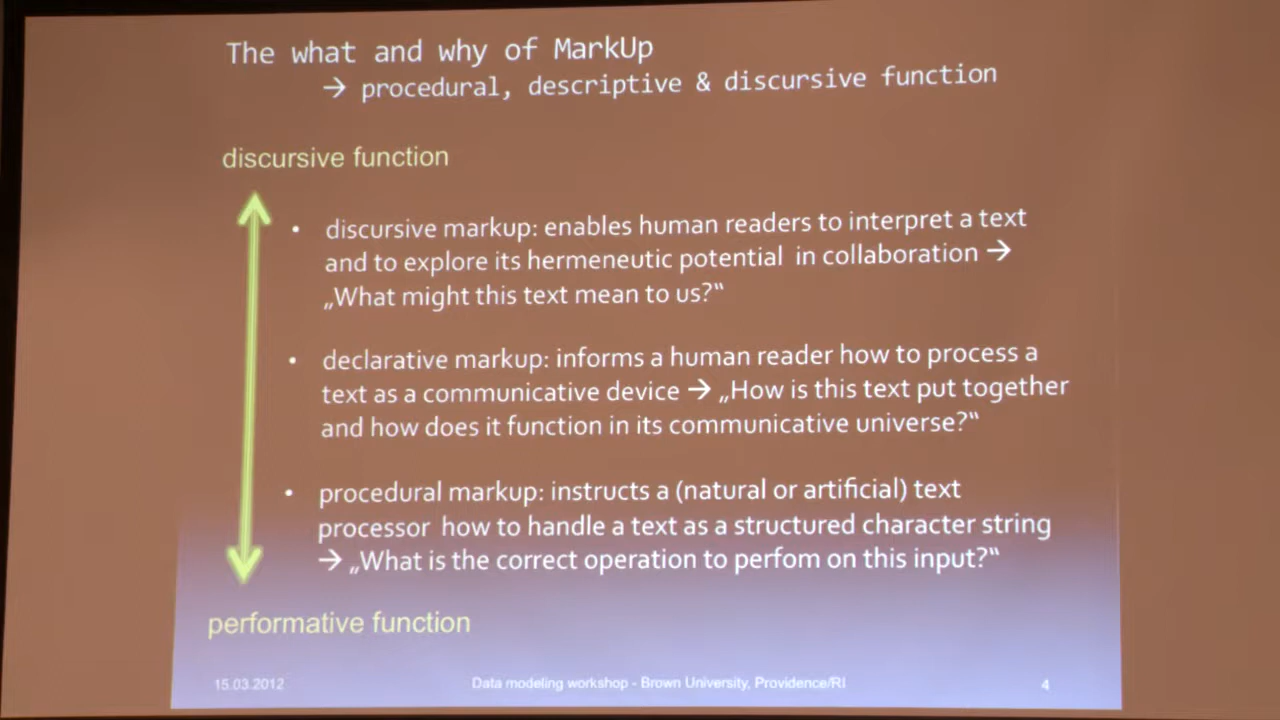 The what and why of MarkUp
→ procedural, descriptive & discursive function
discursive function
• discursive markup: enables human readers to interpret a text
and to explore its hermeneutic potential in collaboration →
„What might this text mean to us?“
• declarative markup: informs a human reader how to process a
text as a communicative device → „How is this text put together
and how does it function in its communicative universe?“
• procedural markup: instructs a (natural or artificial) text
processor how to handle a text as a structured character string
→ „What is the correct operation to perfom on this input?“
performative function
15.03.2012 Data modeling workshop - Brown University, Providence/RI 4